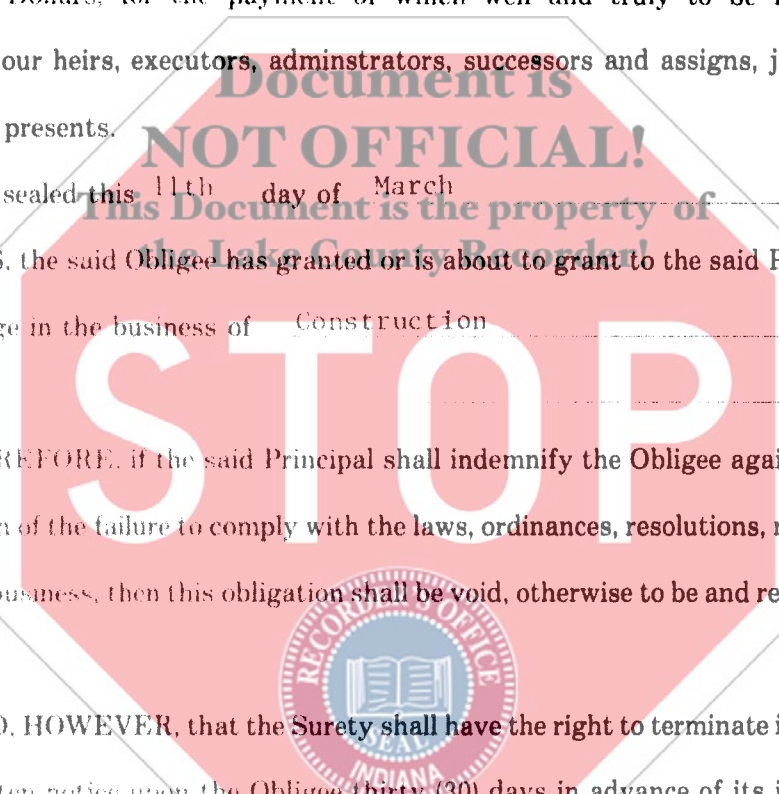 Dollars, for the payment of which well and truly to be
our heirs, executors, adminstrators, successors and assigns, j
Document is
presents.
NOT OFFICIAL!
sealed this 11th day of March
This Document is the property of
the Lake County Recorder!
S, the said Obligee has granted or is about to grant to the said P
ge in the business of Construction
STOP
REFORE, if the said Principal shall indemnify the Obligee agai
n of the failure to comply with the laws, ordinances, resolutions, r
business, then this obligation shall be void, otherwise to be and re
RECORDER'S OFFICE
SEAL
INDIANA
D, HOWEVER, that the Surety shall have the right to terminate i
ten notice upon the Obligee thirty (30) days in advance of its i